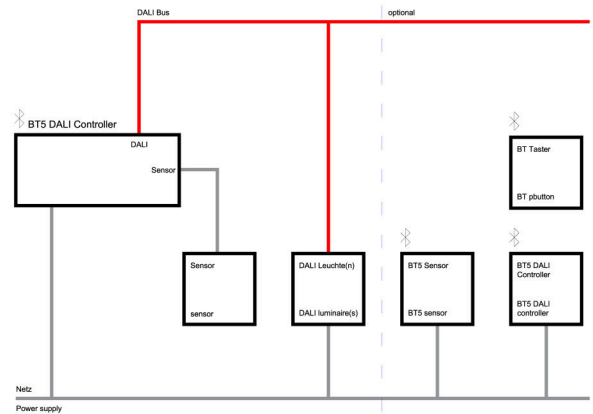 DALI Bus
optional
BT5 DALI Controller
DALI
Sensor
BT Taster
BT pbutton
Sensor
sensor
DALI Leuchte(n)
DALI luminaire(s)
BT5 Sensor
BT5 sensor
BT5 DALI
Controller
BT5 DALI
controller
Netz
Power supply